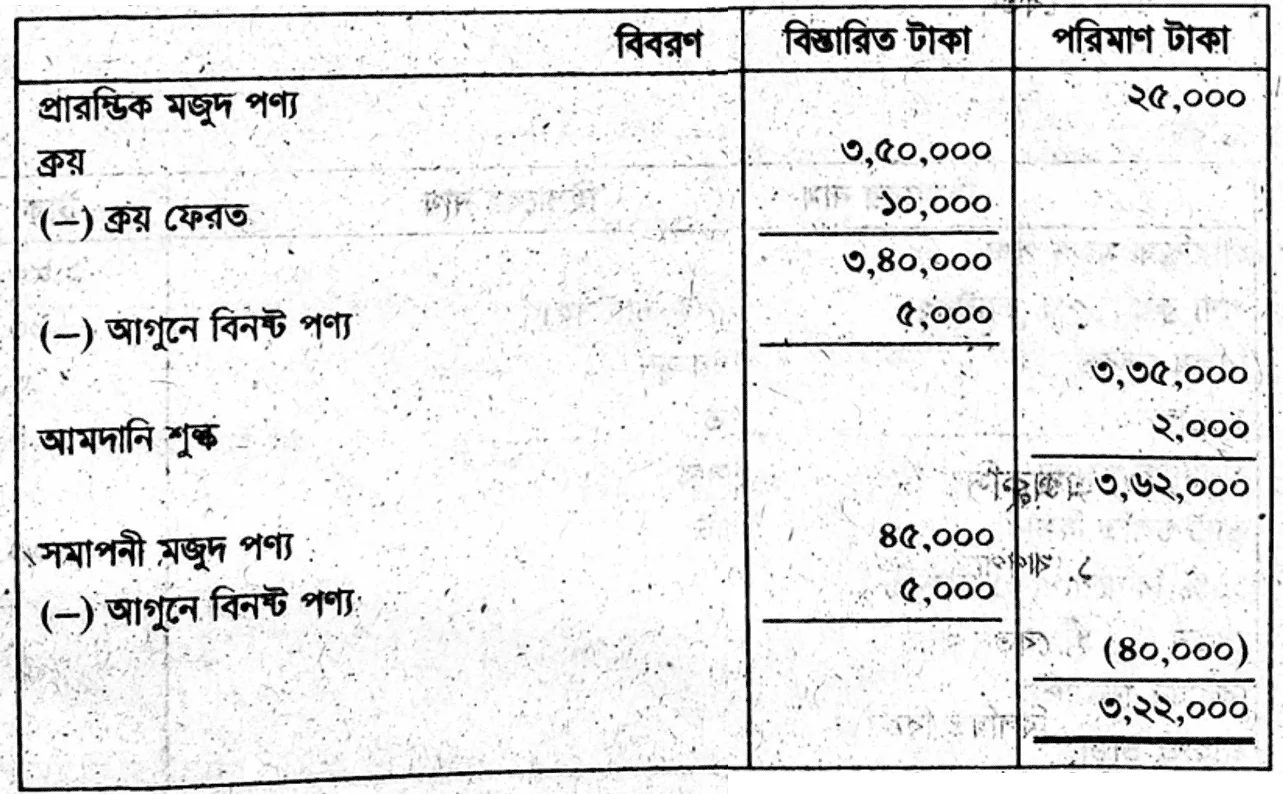 বিবরণ বিস্তারিত টাকা পরিমাণ টাকা
প্রারম্ভিক মজুদ পণ্য ২৫,০০০
ক্রয় ৩,৫০,০০০
(–) ক্রয় ফেরত ১০,০০০
৩,৪০,০০০
(–) আগুনে বিনষ্ট পণ্য ৫,০০০
৩,৩৫,০০০
আমদানি শুল্ক ২,০০০
৩,৬২,০০০
সমাপনী মজুদ পণ্য ৪৫,০০০
(–) আগুনে বিনষ্ট পণ্য ৫,০০০
(৪০,০০০)
৩,২২,০০০